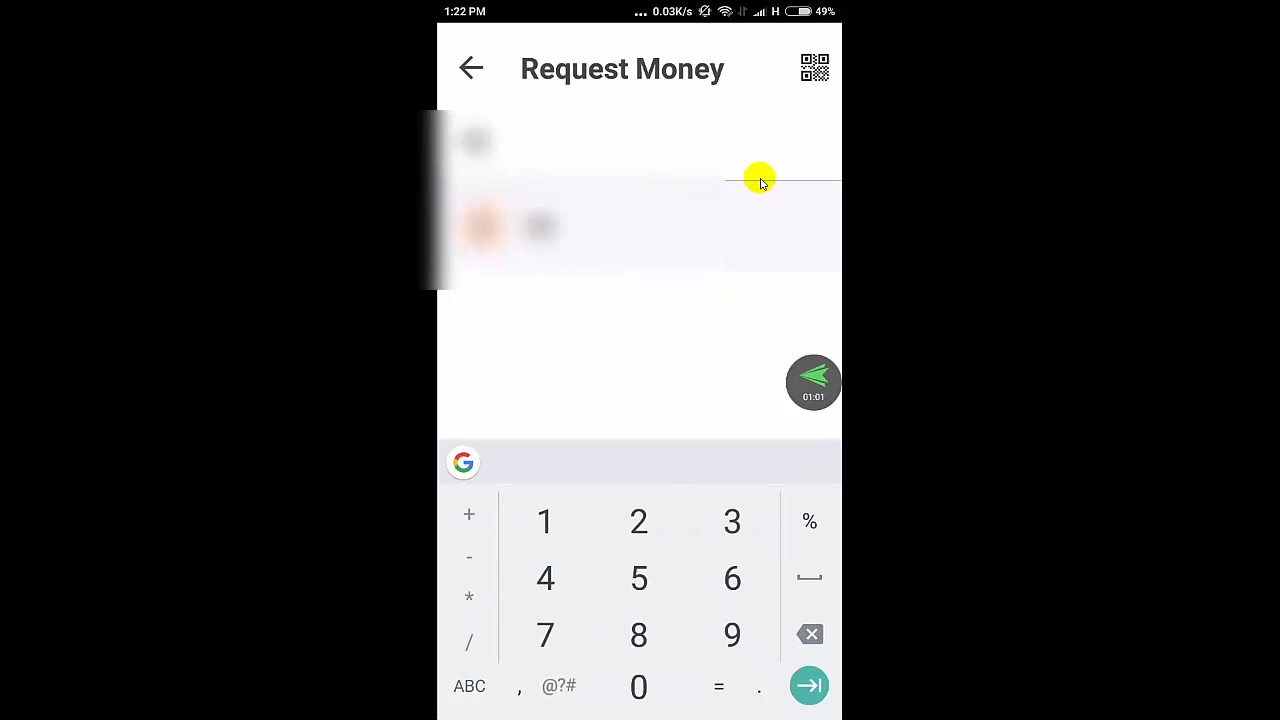 1:22 PM ... 0.03K/s H 49%
Request Money
01:01
G
+ 1 2 3 %
- 4 5 6
* 7 8 9
/
ABC , @?# 0 = .